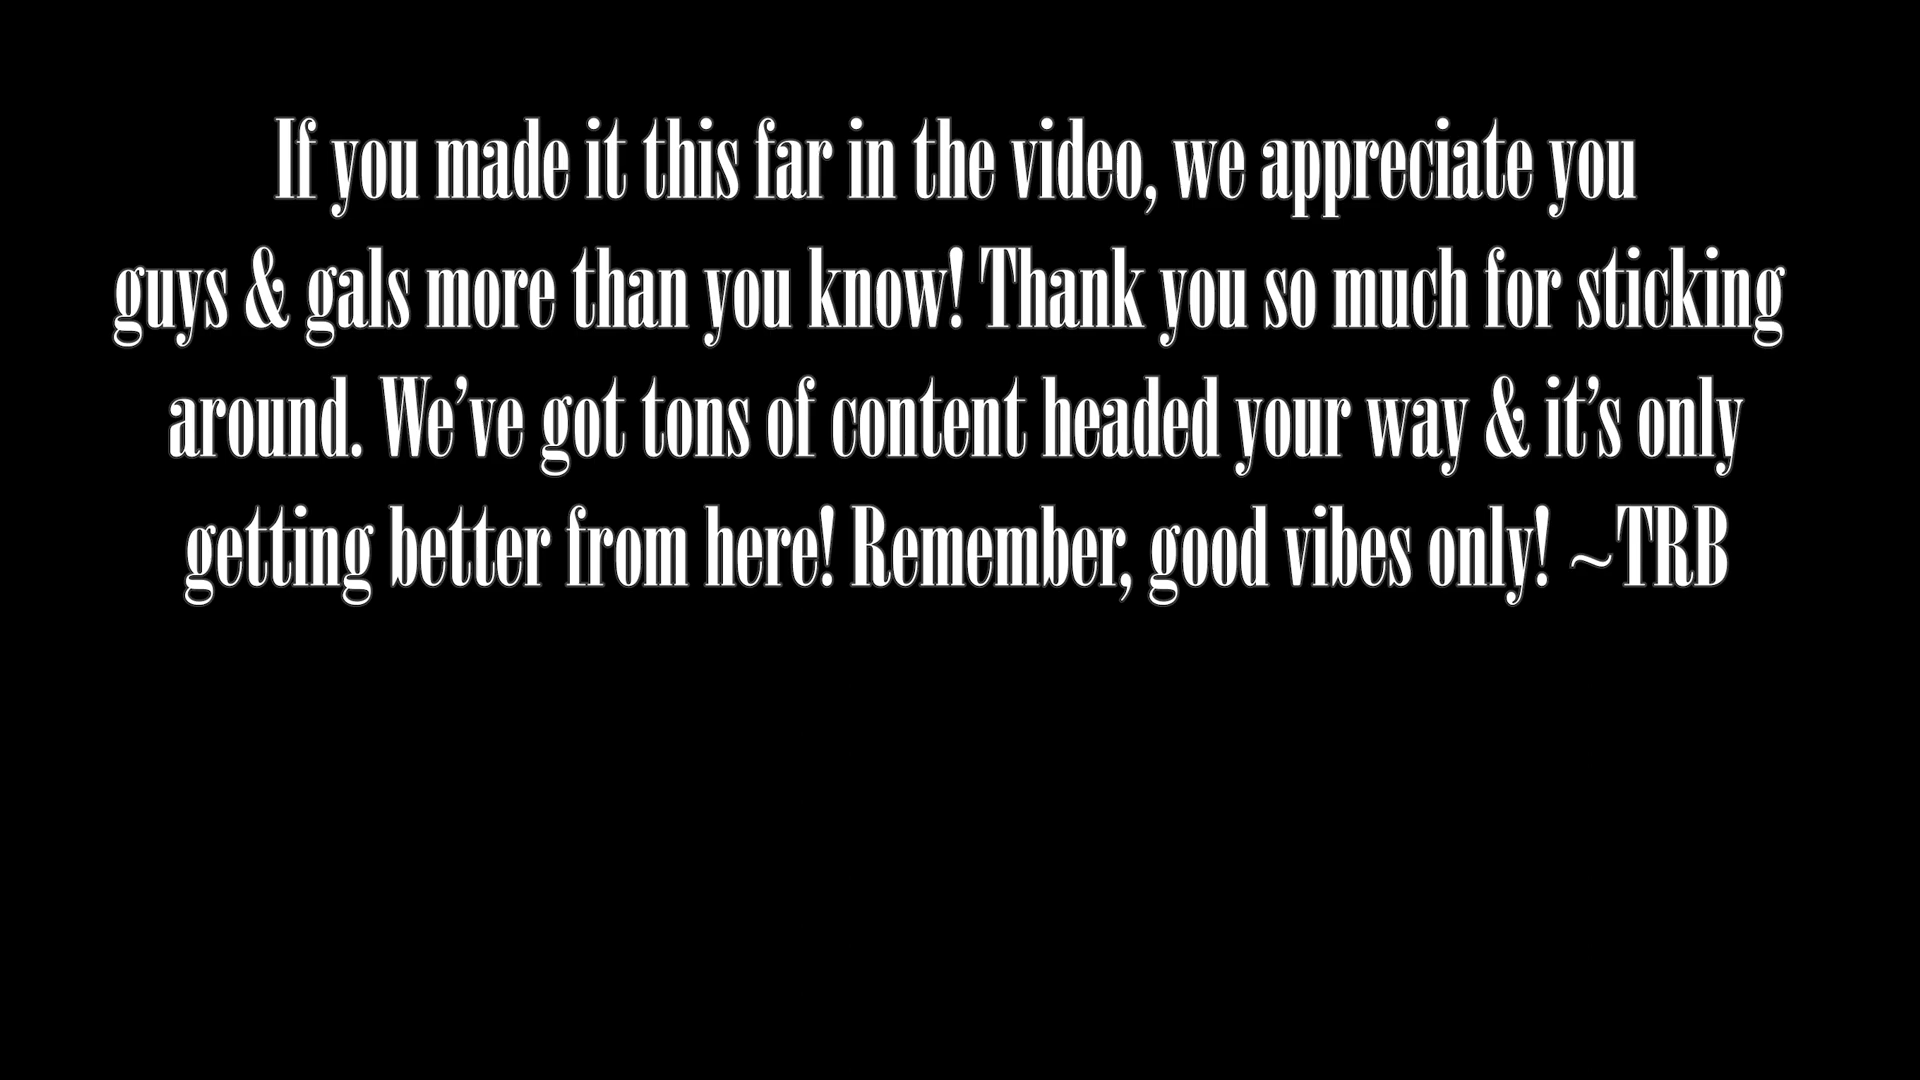 If you made it this far in the video, we appreciate you
guys & gals more than you know! Thank you so much for sticking
around. We’ve got tons of content headed your way & it’s only
getting better from here! Remember, good vibes only! ~TRB